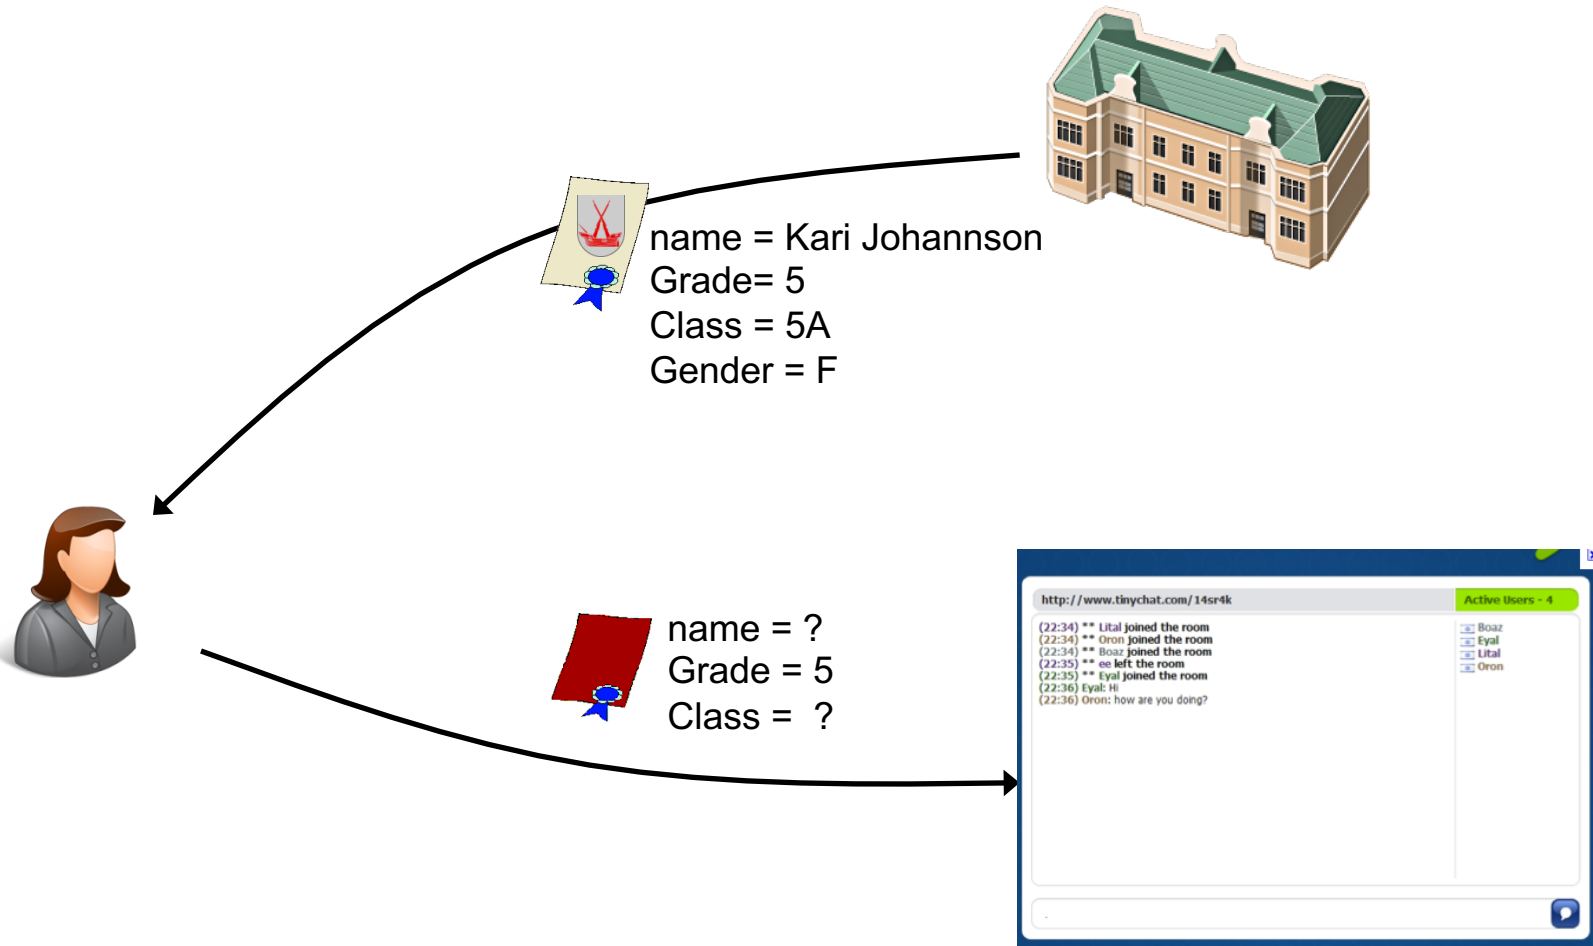 name = Kari Johannson
Grade= 5
Class = 5A
Gender = F
name = ?
Grade = 5
Class = ?
http://www.tinychat.com/14sr4k
Active Users - 4
(22:34) ** Lital joined the room
(22:34) ** Oron joined the room
(22:34) ** Boaz joined the room
(22:35) ** ee left the room
(22:35) ** Eyal joined the room
(22:36) Eyal: Hi
(22:36) Oron: how are you doing?
Boaz
Eyal
Lital
Oron